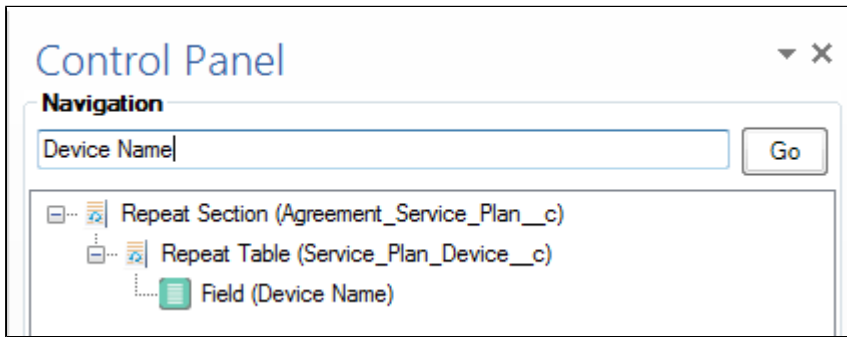 Control Panel
Navigation
Device Name
Go
Repeat Section (Agreement_Service_Plan__c)
Repeat Table (Service_Plan_Device__c)
Field (Device Name)